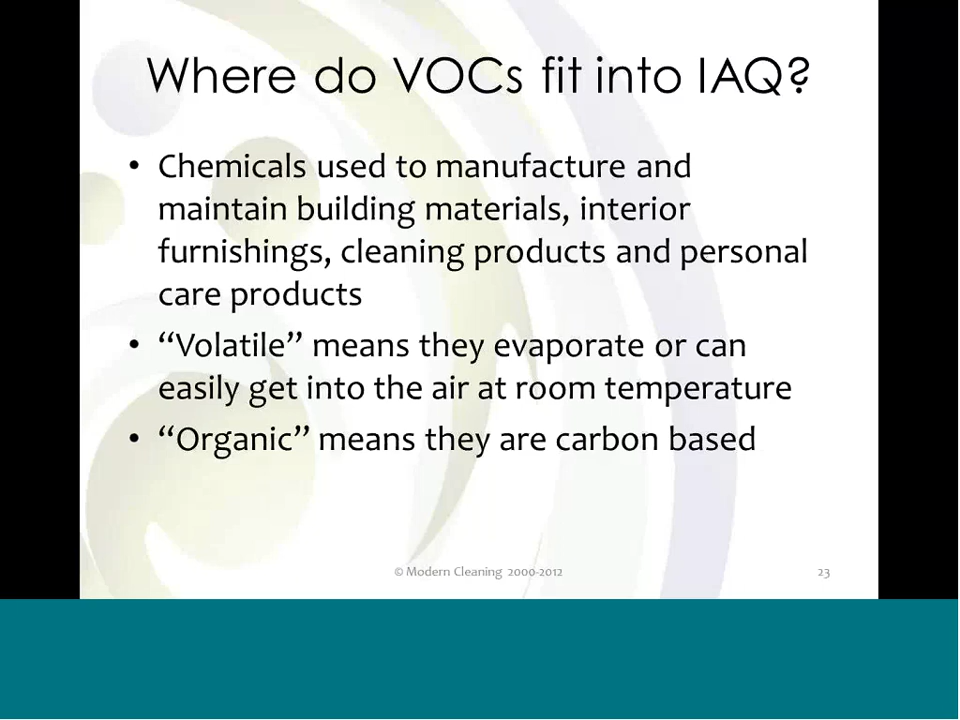 Where do VOCs fit into IAQ?
• Chemicals used to manufacture and
maintain building materials, interior
furnishings, cleaning products and personal
care products
• “Volatile” means they evaporate or can
easily get into the air at room temperature
• “Organic” means they are carbon based
© Modern Cleaning 2000-2012
23